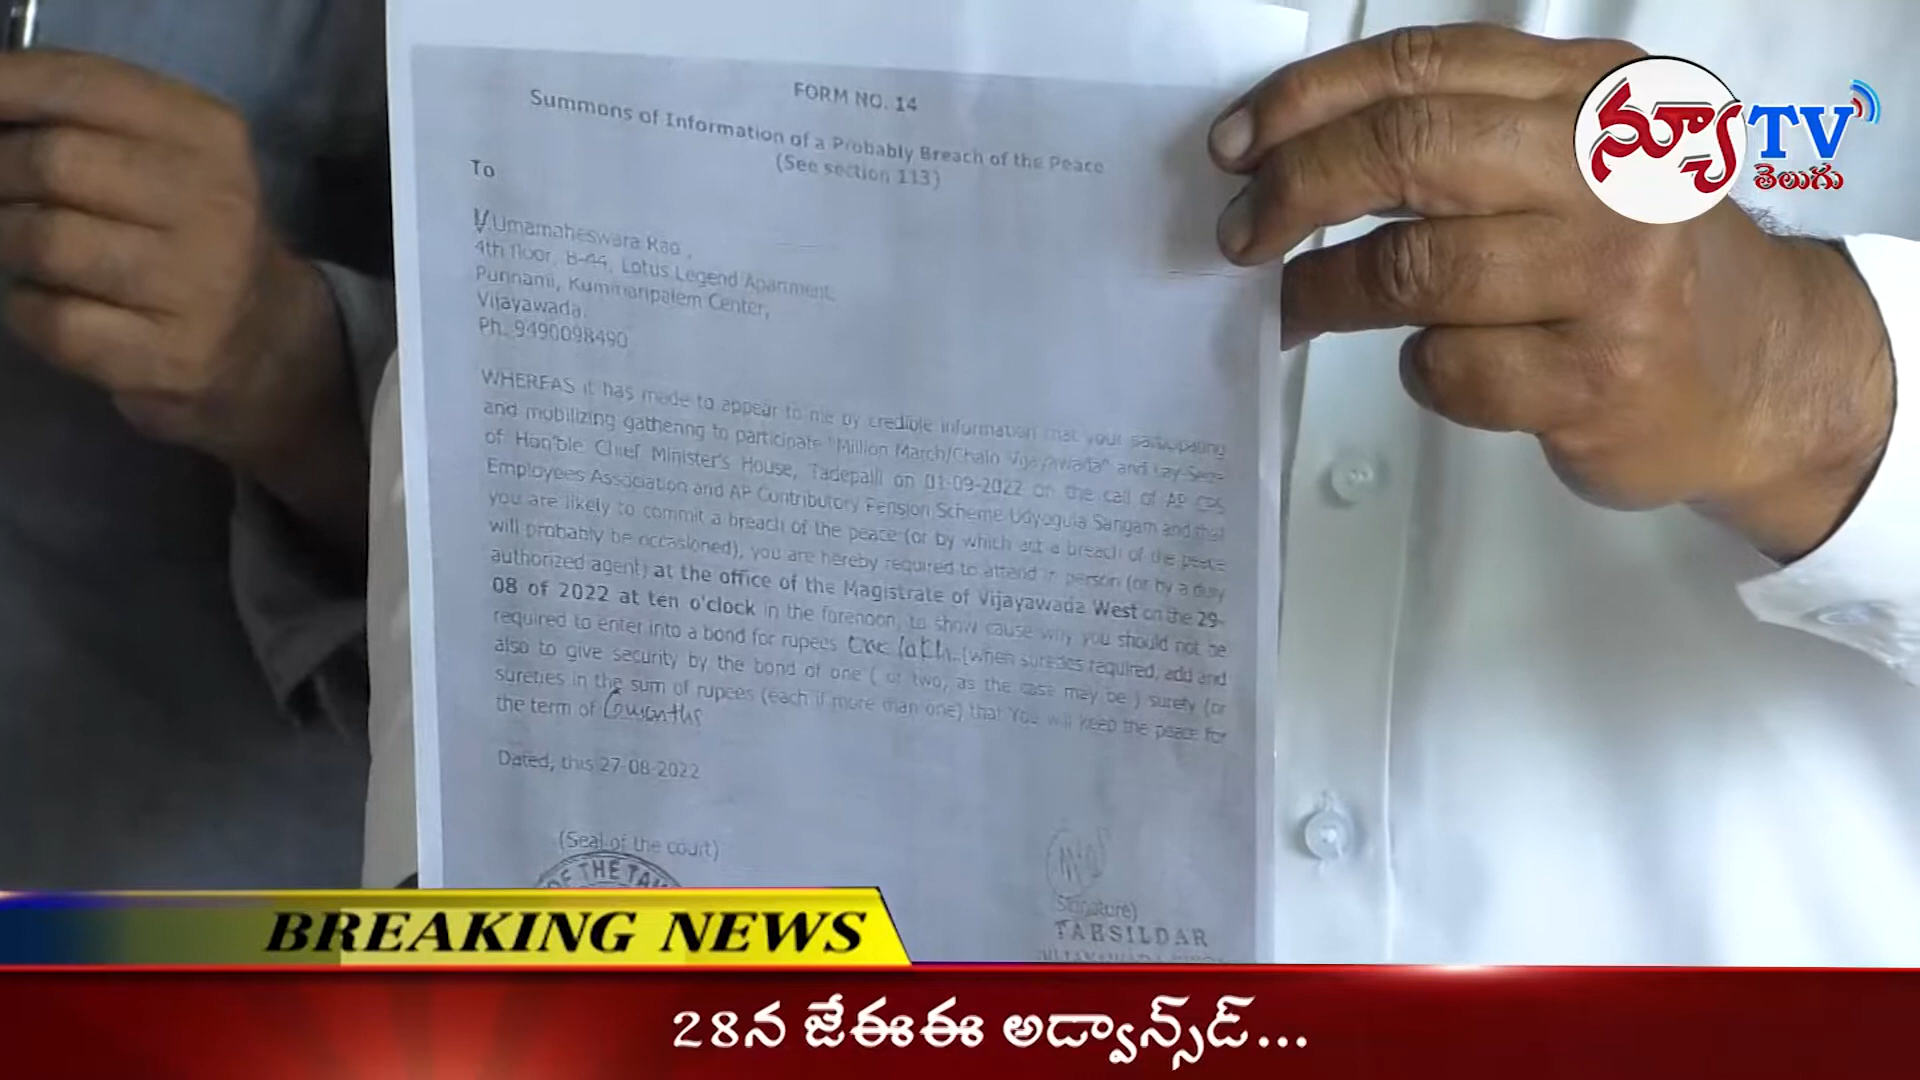 న్యూ TV
తెలుగు
FORM NO. 14
Summons of Information of a Probably Breach of the Peace
(See section 113)
To
V.Umamaheswara Rao,
4th floor, B-44, Lotus Legend Apartment,
Punnami, Kummaripalem Center,
Vijayawada.
Ph. 9490098490
WHEREAS it has made to appear to me by credible information that your participating
and mobilizing gathering to participate "Million March/Chalo Vijayawada" and
of Hon'ble Chief Minister's House, Tadepalli on 01-09-2022 on the call of AP CPS
Employees Association and AP Contributory Pension Scheme Udyogula Sangam and that
you are likely to commit a breach of the peace (or by which act a breach of the peace
will probably be occasioned), you are hereby required to attend in person (or by a duly
authorized agent) at the office of the Magistrate of Vijayawada West on the 29-
08 of 2022 at ten o'clock in the forenoon, to show cause why you should not be
required to enter into a bond for rupees One lakh. (when sureties required, add and
also to give security by the bond of one ( or two, as the case may be ) surety (or
sureties in the sum of rupees (each if more than one) that You will keep the peace for
the term of 6 months
Dated, this 27-08-2022
(Seal of the court)
OF THE TAH
Signature)
TAHSILDAR
BREAKING NEWS
28న జేఈఈ అడ్వాన్స్‌డ్...